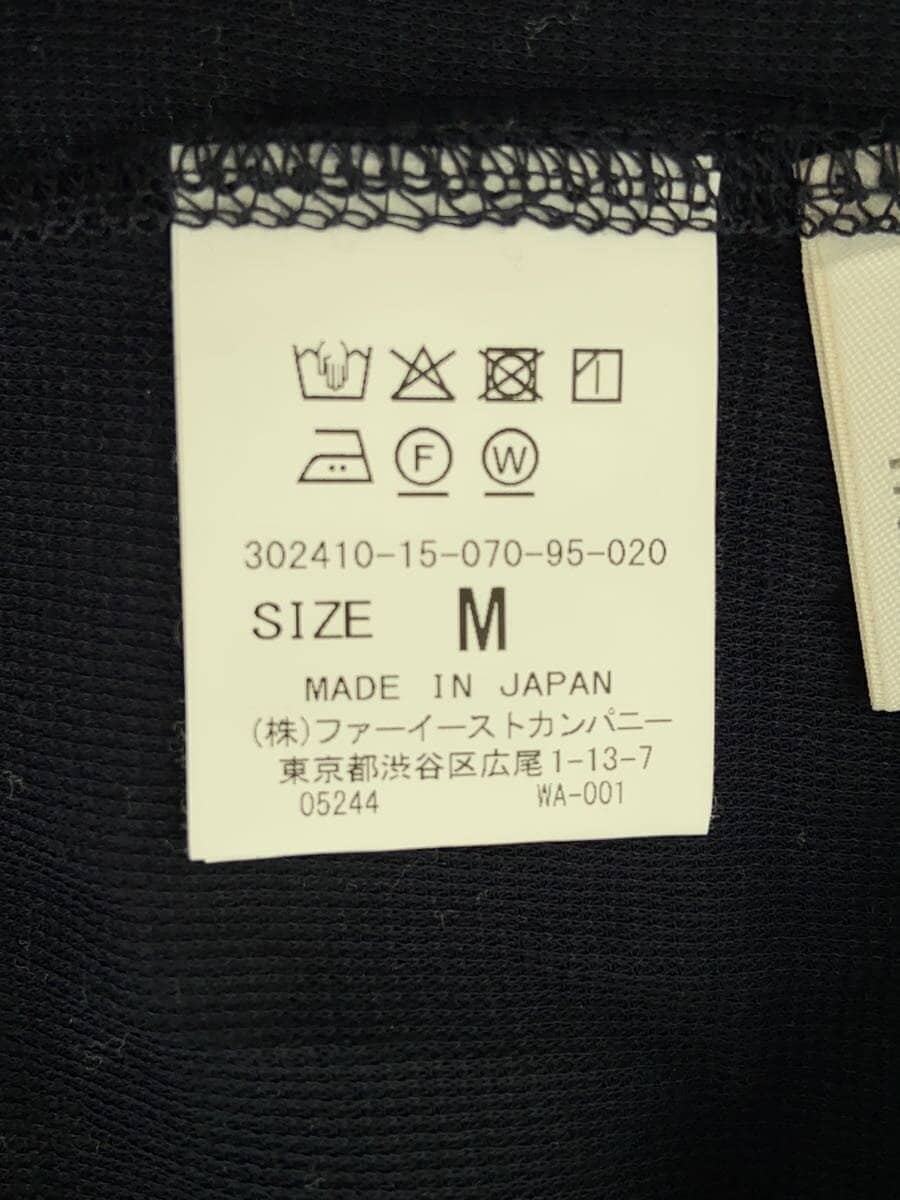 F W
302410-15-070-95-020
SIZE M
MADE IN JAPAN
(株)ファーイーストカンパニー
東京都渋谷区広尾1-13-7
05244 WA-001